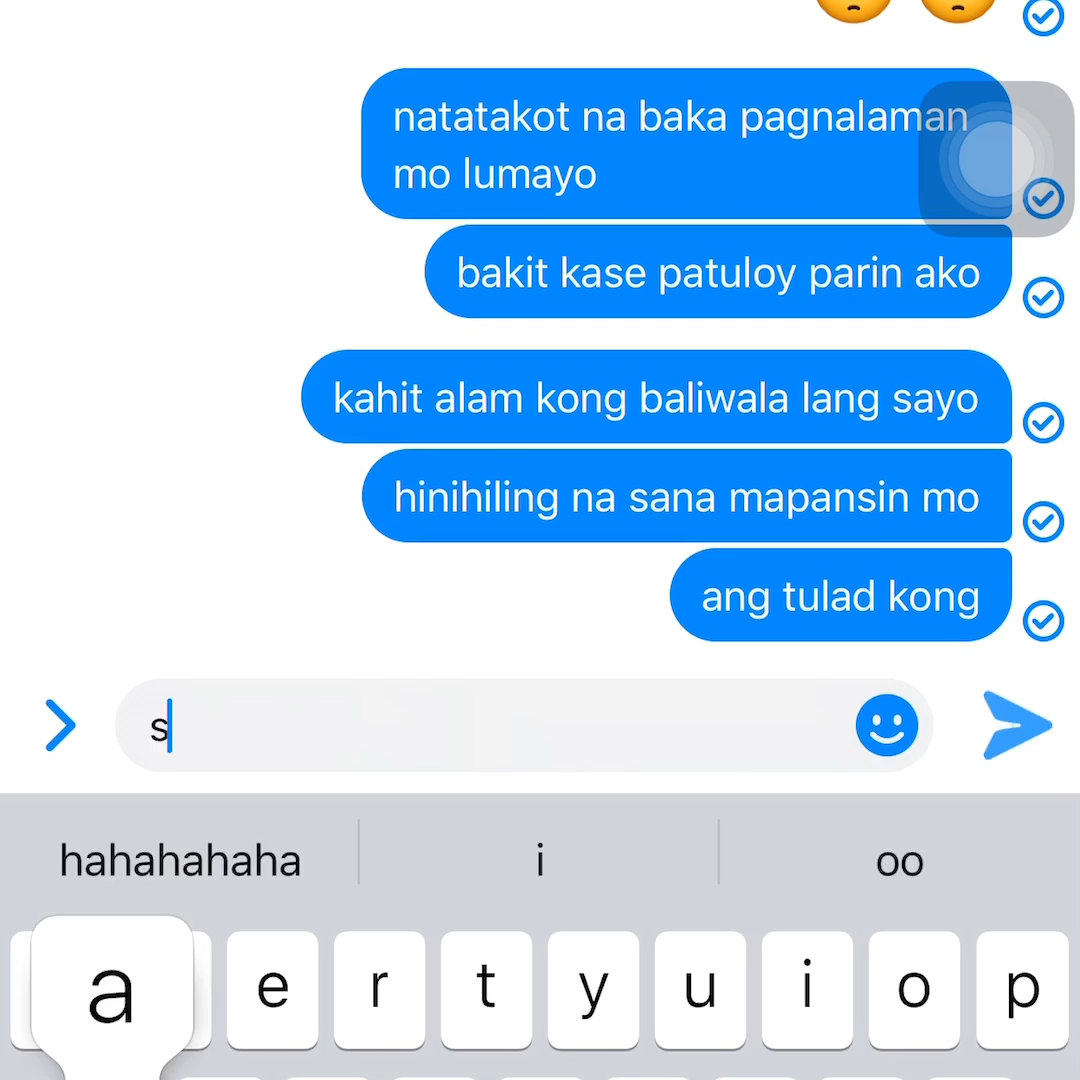 natatakot na baka pagnalaman
mo lumayo
bakit kase patuloy parin ako
kahit alam kong baliwala lang sayo
hinihiling na sana mapansin mo
ang tulad kong
s
hahahahaha i oo
a e r t y u i o p